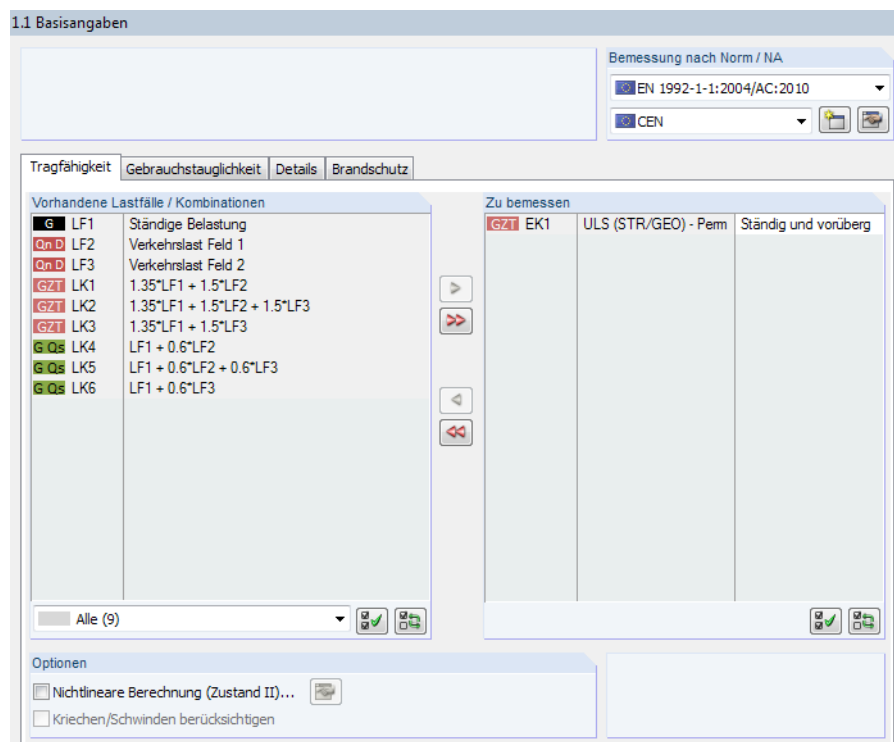 1.1 Basisangaben
Bemessung nach Norm / NA
EN 1992-1-1:2004/AC:2010
CEN
Tragfähigkeit Gebrauchstauglichkeit Details Brandschutz
Vorhandene Lastfälle / Kombinationen
G LF1 Ständige Belastung
Qn D LF2 Verkehrslast Feld 1
Qn D LF3 Verkehrslast Feld 2
GZT LK1 1.35*LF1 + 1.5*LF2
GZT LK2 1.35*LF1 + 1.5*LF2 + 1.5*LF3
GZT LK3 1.35*LF1 + 1.5*LF3
G Qs LK4 LF1 + 0.6*LF2
G Qs LK5 LF1 + 0.6*LF2 + 0.6*LF3
G Qs LK6 LF1 + 0.6*LF3
Alle (9)
Zu bemessen
GZT EK1 ULS (STR/GEO) - Perm Ständig und vorüberg
Optionen
Nichtlineare Berechnung (Zustand II)...
Kriechen/Schwinden berücksichtigen